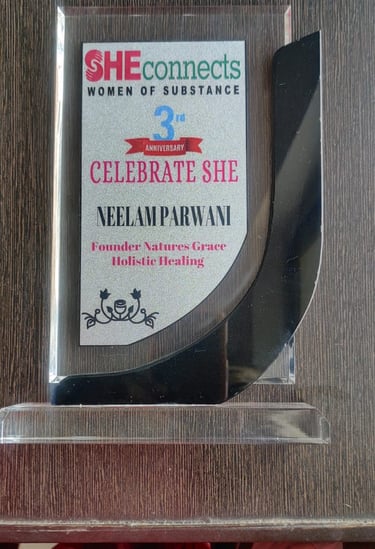 SHEconnects
WOMEN OF SUBSTANCE
3rd
ANNIVERSARY
CELEBRATE SHE
NEELAM PARWANI
Founder Natures Grace
Holistic Healing